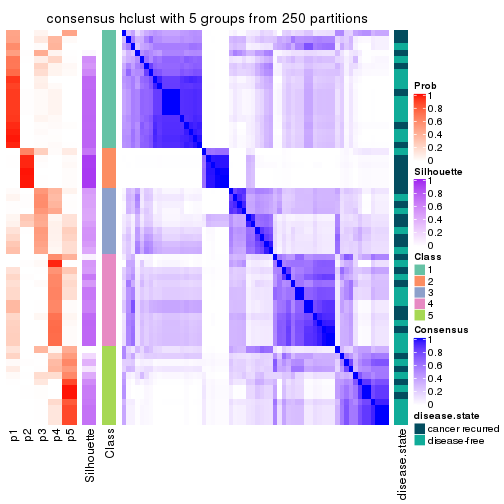 consensus hclust with 5 groups from 250 partitions
Prob
1
0.8
0.6
0.4
0.2
0
Silhouette
1
0.8
0.6
0.4
0.2
0
Class
1
2
3
4
5
Consensus
1
0.8
0.6
0.4
0.2
0
disease.state
cancer recurred
disease-free
p1
p2
p3
p4
p5
Silhouette
Class
disease.state